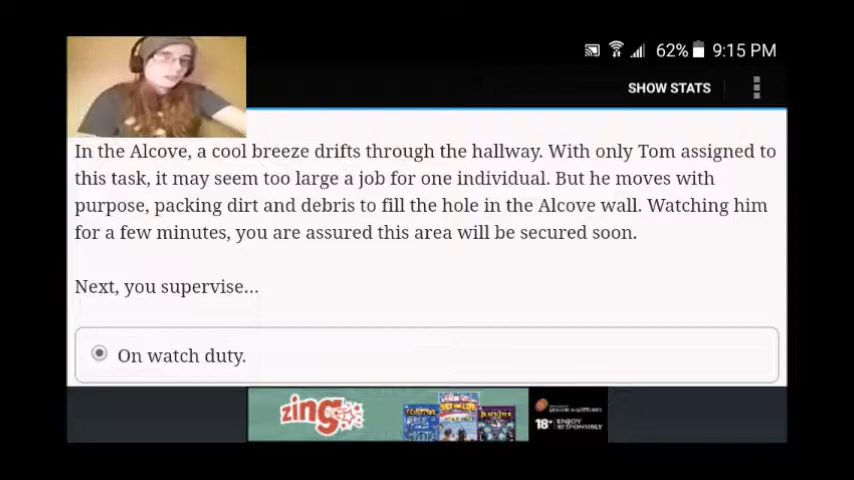 62% 9:15 PM
SHOW STATS
In the Alcove, a cool breeze drifts through the hallway. With only Tom assigned to
this task, it may seem too large a job for one individual. But he moves with
purpose, packing dirt and debris to fill the hole in the Alcove wall. Watching him
for a few minutes, you are assured this area will be secured soon.
Next, you supervise...
On watch duty.
zing
18+ ENJOY
RESPONSIBLY